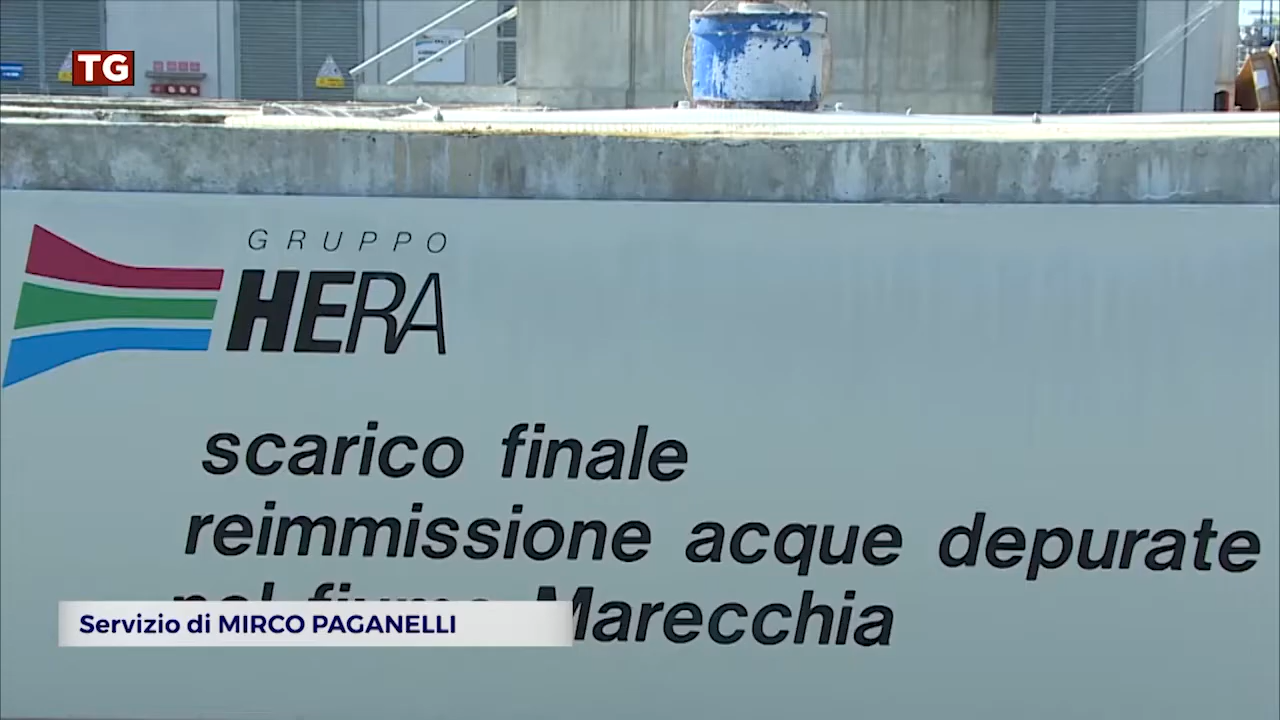 TG
GRUPPO
HERA
scarico finale
reimmissione acque depurate
Marecchia
Servizio di MIRCO PAGANELLI